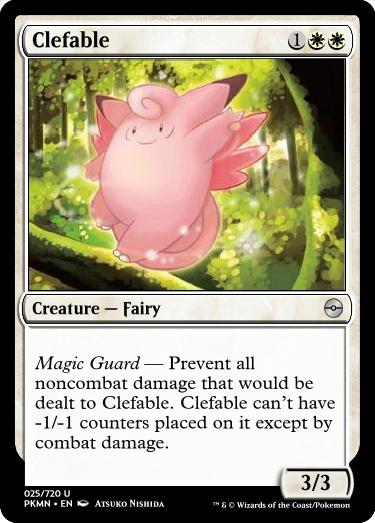 Clefable 1
Creature — Fairy
Magic Guard — Prevent all
noncombat damage that would be
dealt to Clefable. Clefable can't have
-1/-1 counters placed on it except by
combat damage.
3/3
025/720 U
PKMN • EN ATSUKO NISHIDA
™ & © Wizards of the Coast/Pokemon